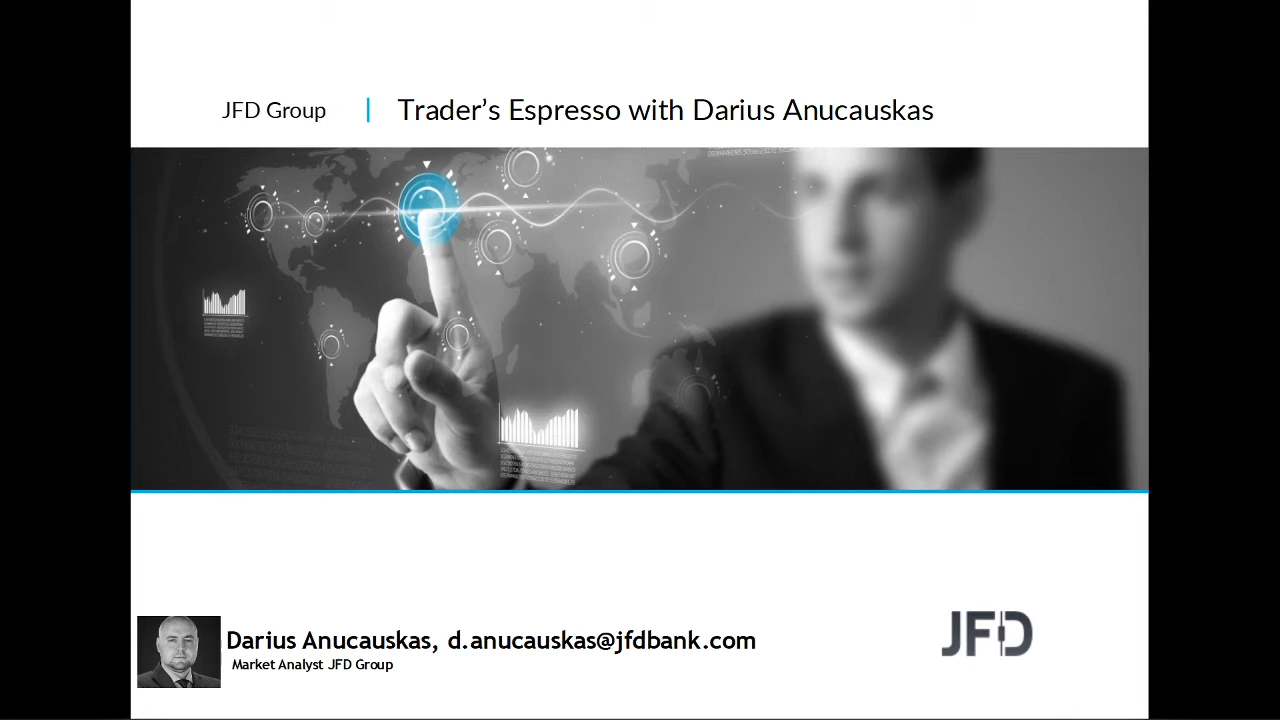 JFD Group | Trader’s Espresso with Darius Anucauskas
Darius Anucauskas, d.anucauskas@jfdbank.com
Market Analyst JFD Group
JFD